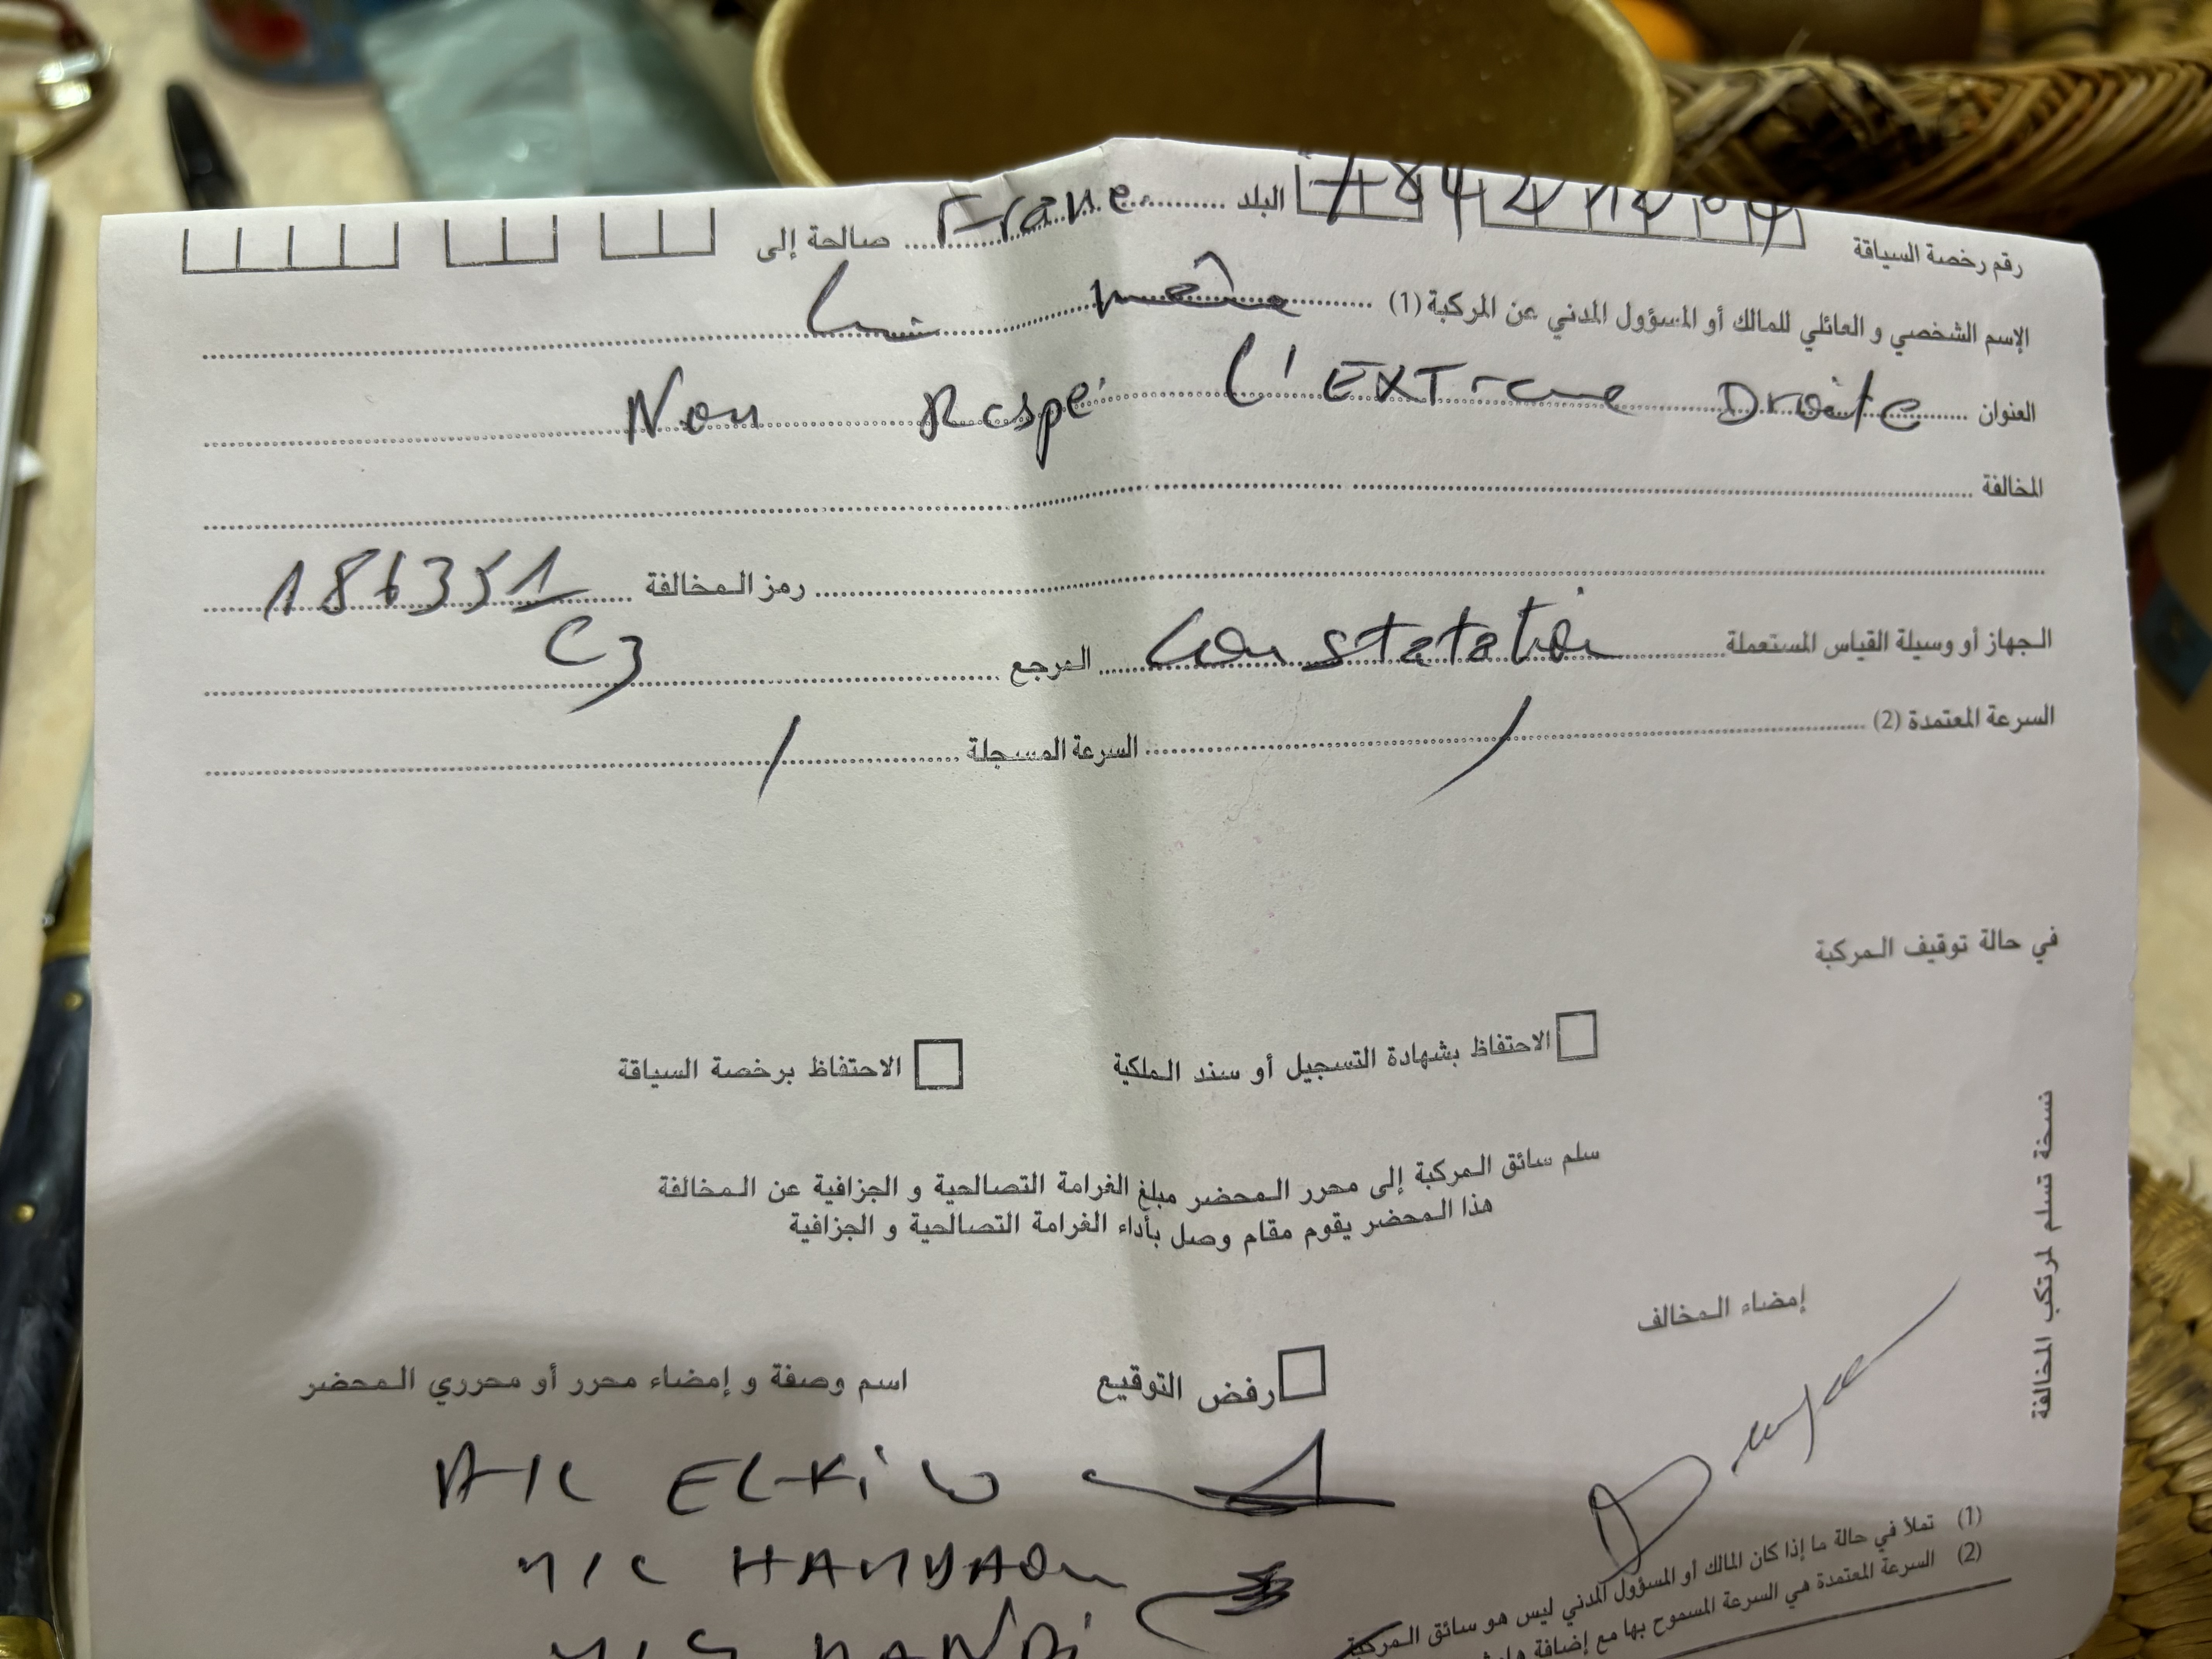 رقم رخصة السياقة البلد France صالحة إلى
الإسم الشخصي و العائلي للمالك أو المسؤول المدني عن المركبة (1) Lui même
العنوان Non Respé l'EXTreme Droite
المخالفة
رمز المخالفة 186351
الجهاز أو وسيلة القياس المستعملة Constatation المرجع C3
السرعة المعتمدة (2) / السرعة المسجلة /
في حالة توقيف المركبة
الاحتفاظ بشهادة التسجيل أو سند الملكية الاحتفاظ برخصة السياقة
سلم سائق المركبة إلى محرر المحضر مبلغ الغرامة التصالحية و الجزافية عن المخالفة
هذا المحضر يقوم مقام وصل بأداء الغرامة التصالحية و الجزافية
إمضاء المخالف
رفض التوقيع
اسم وصفة و إمضاء محرر أو محرري المحضر
نسخة تسلم لمرتكب المخالفة
(1) تملأ في حالة ما إذا كان المالك أو المسؤول المدني ليس هو سائق المركبة
(2) السرعة المعتمدة هي السرعة المسموح بها مع إضافة